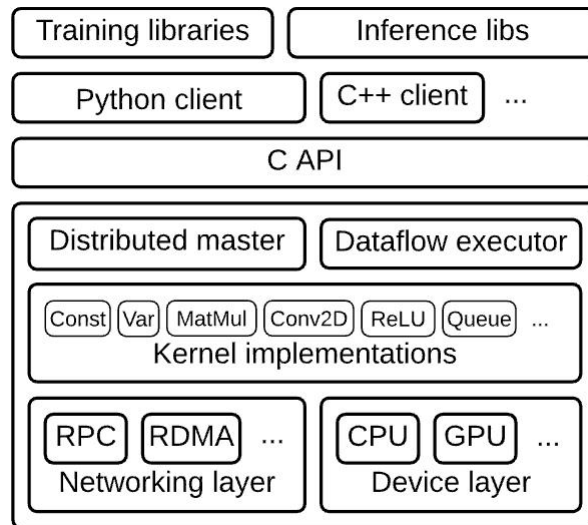 Training libraries Inference libs
Python client C++ client ...
C API
Distributed master Dataflow executor
Const Var MatMul Conv2D ReLU Queue ...
Kernel implementations
RPC RDMA ... CPU GPU ...
Networking layer Device layer